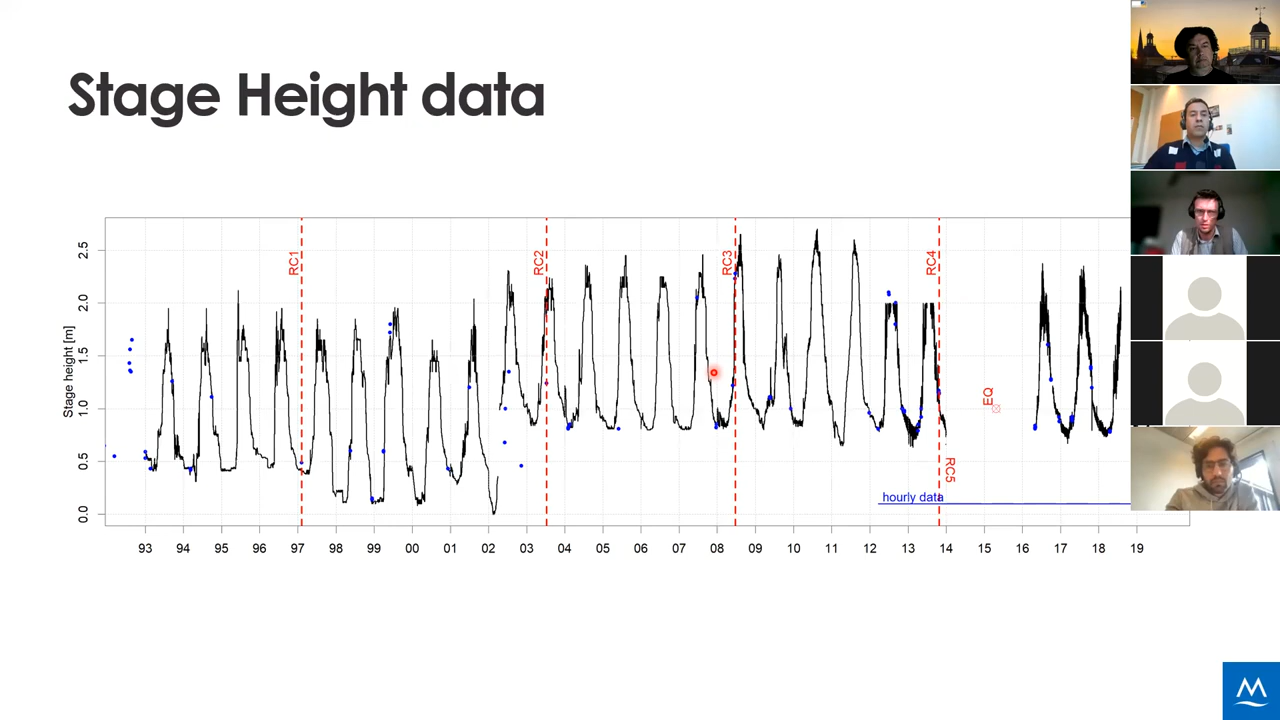 Stage Height data
Stage height [m]
2.5
2.0
1.5
1.0
0.5
0.0
RC1
RC2
RC3
RC4
EQ
RC5
hourly data
93 94 95 96 97 98 99 00 01 02 03 04 05 06 07 08 09 10 11 12 13 14 15 16 17 18 19